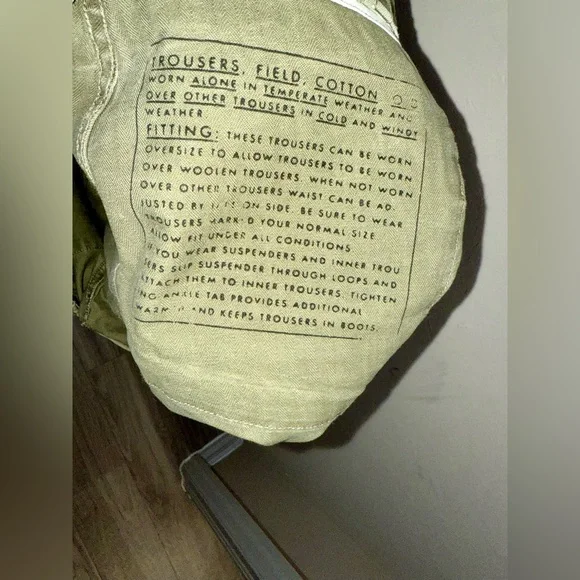 TROUSERS, FIELD, COTTON O D
WORN ALONE IN TEMPERATE WEATHER AND
OVER OTHER TROUSERS IN COLD AND WINDY
WEATHER
FITTING: THESE TROUSERS CAN BE WORN
OVERSIZE TO ALLOW TROUSERS TO BE WORN
OVER WOOLEN TROUSERS. WHEN NOT WORN
OVER OTHER TROUSERS WAIST CAN BE AD
JUSTED BY ON SIDE. BE SURE TO WEAR
TROUSERS MARK D YOUR NORMAL SIZE.
ALLOW FIT UNDER ALL CONDITIONS
IF YOU WEAR SUSPENDERS AND INNER TROU
SERS SLIP SUSPENDER THROUGH LOOPS AND
ATTACH THEM TO INNER TROUSERS. TIGHTEN
NG ANKLE TAB PROVIDES ADDITIONAL
AND KEEPS TROUSERS IN BOOTS.